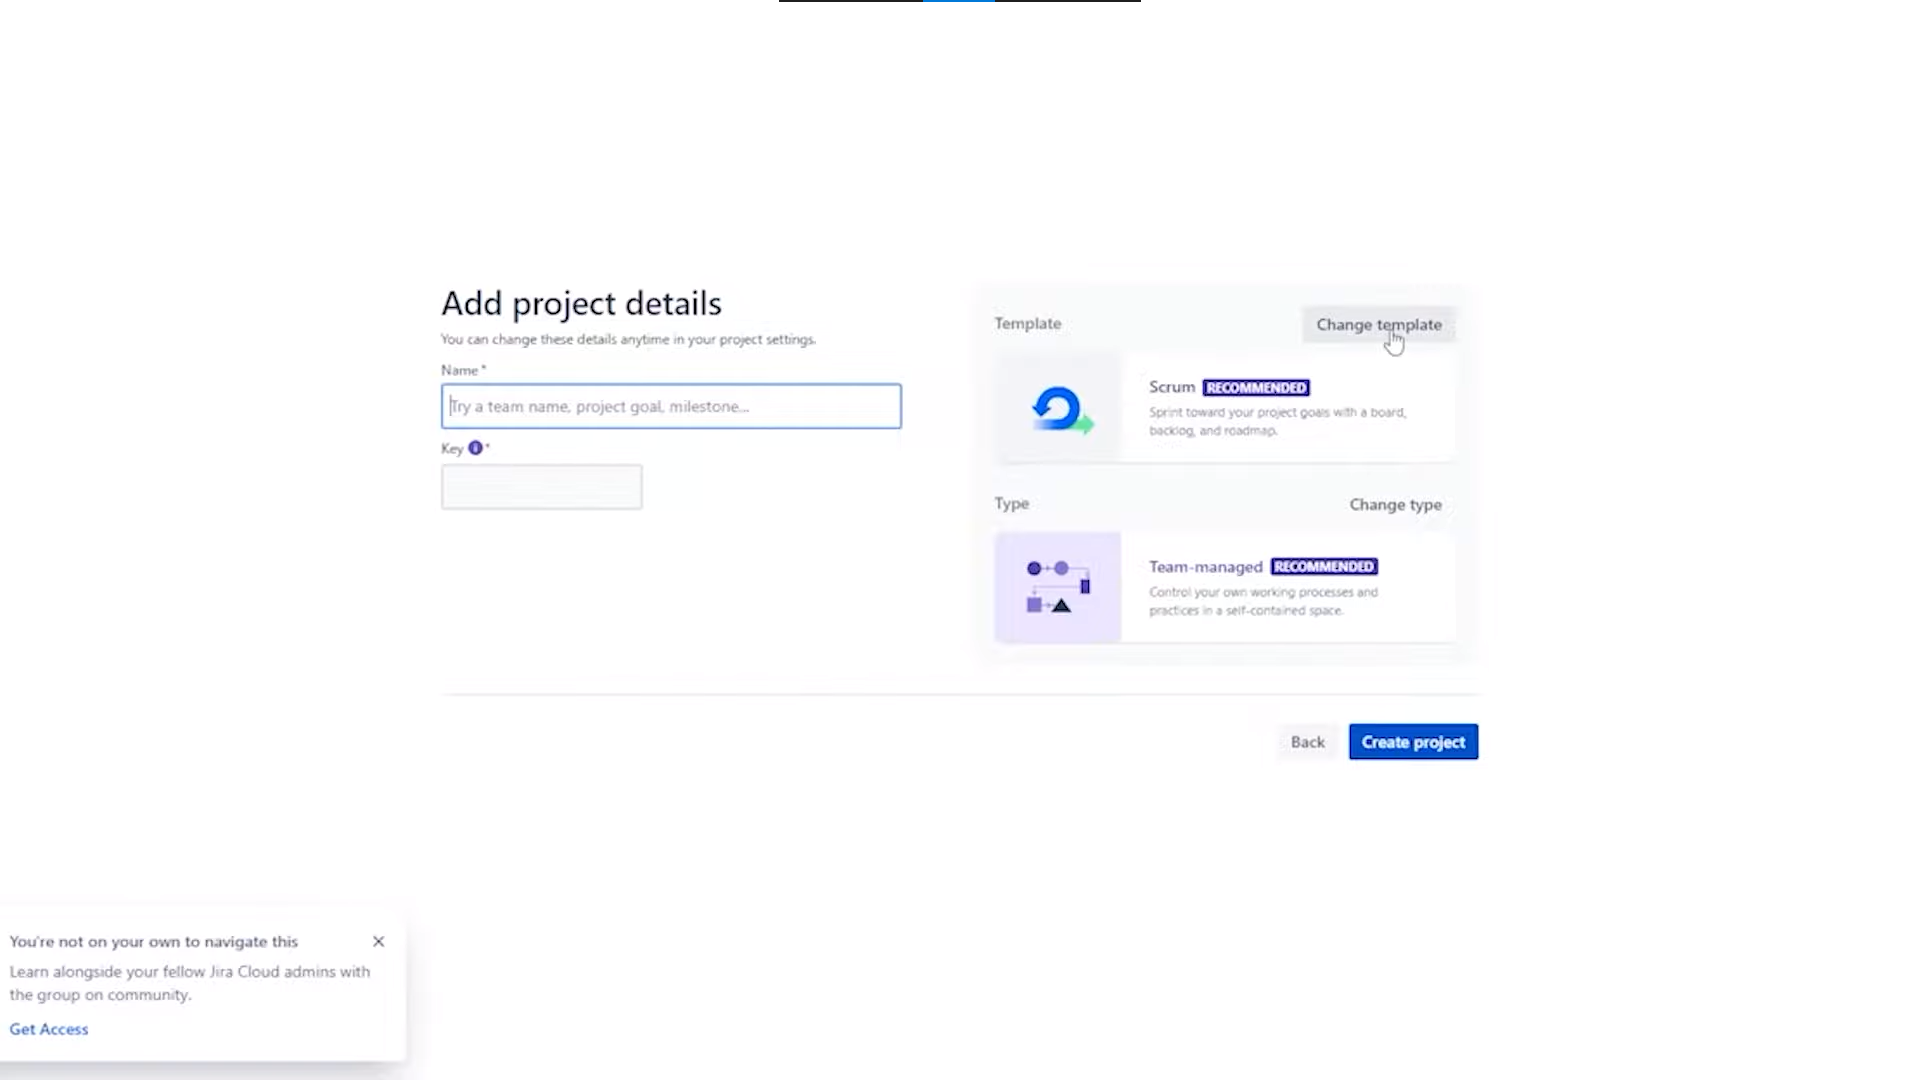 Add project details
You can change these details anytime in your project settings.
Name *
Try a team name, project goal, milestone...
Key i *
Template
Change template
Scrum RECOMMENDED
Sprint toward your project goals with a board,
backlog, and roadmap.
Type
Change type
Team-managed RECOMMENDED
Control your own working processes and
practices in a self-contained space.
Back
Create project
You're not on your own to navigate this
Learn alongside your fellow Jira Cloud admins with
the group on community.
Get Access